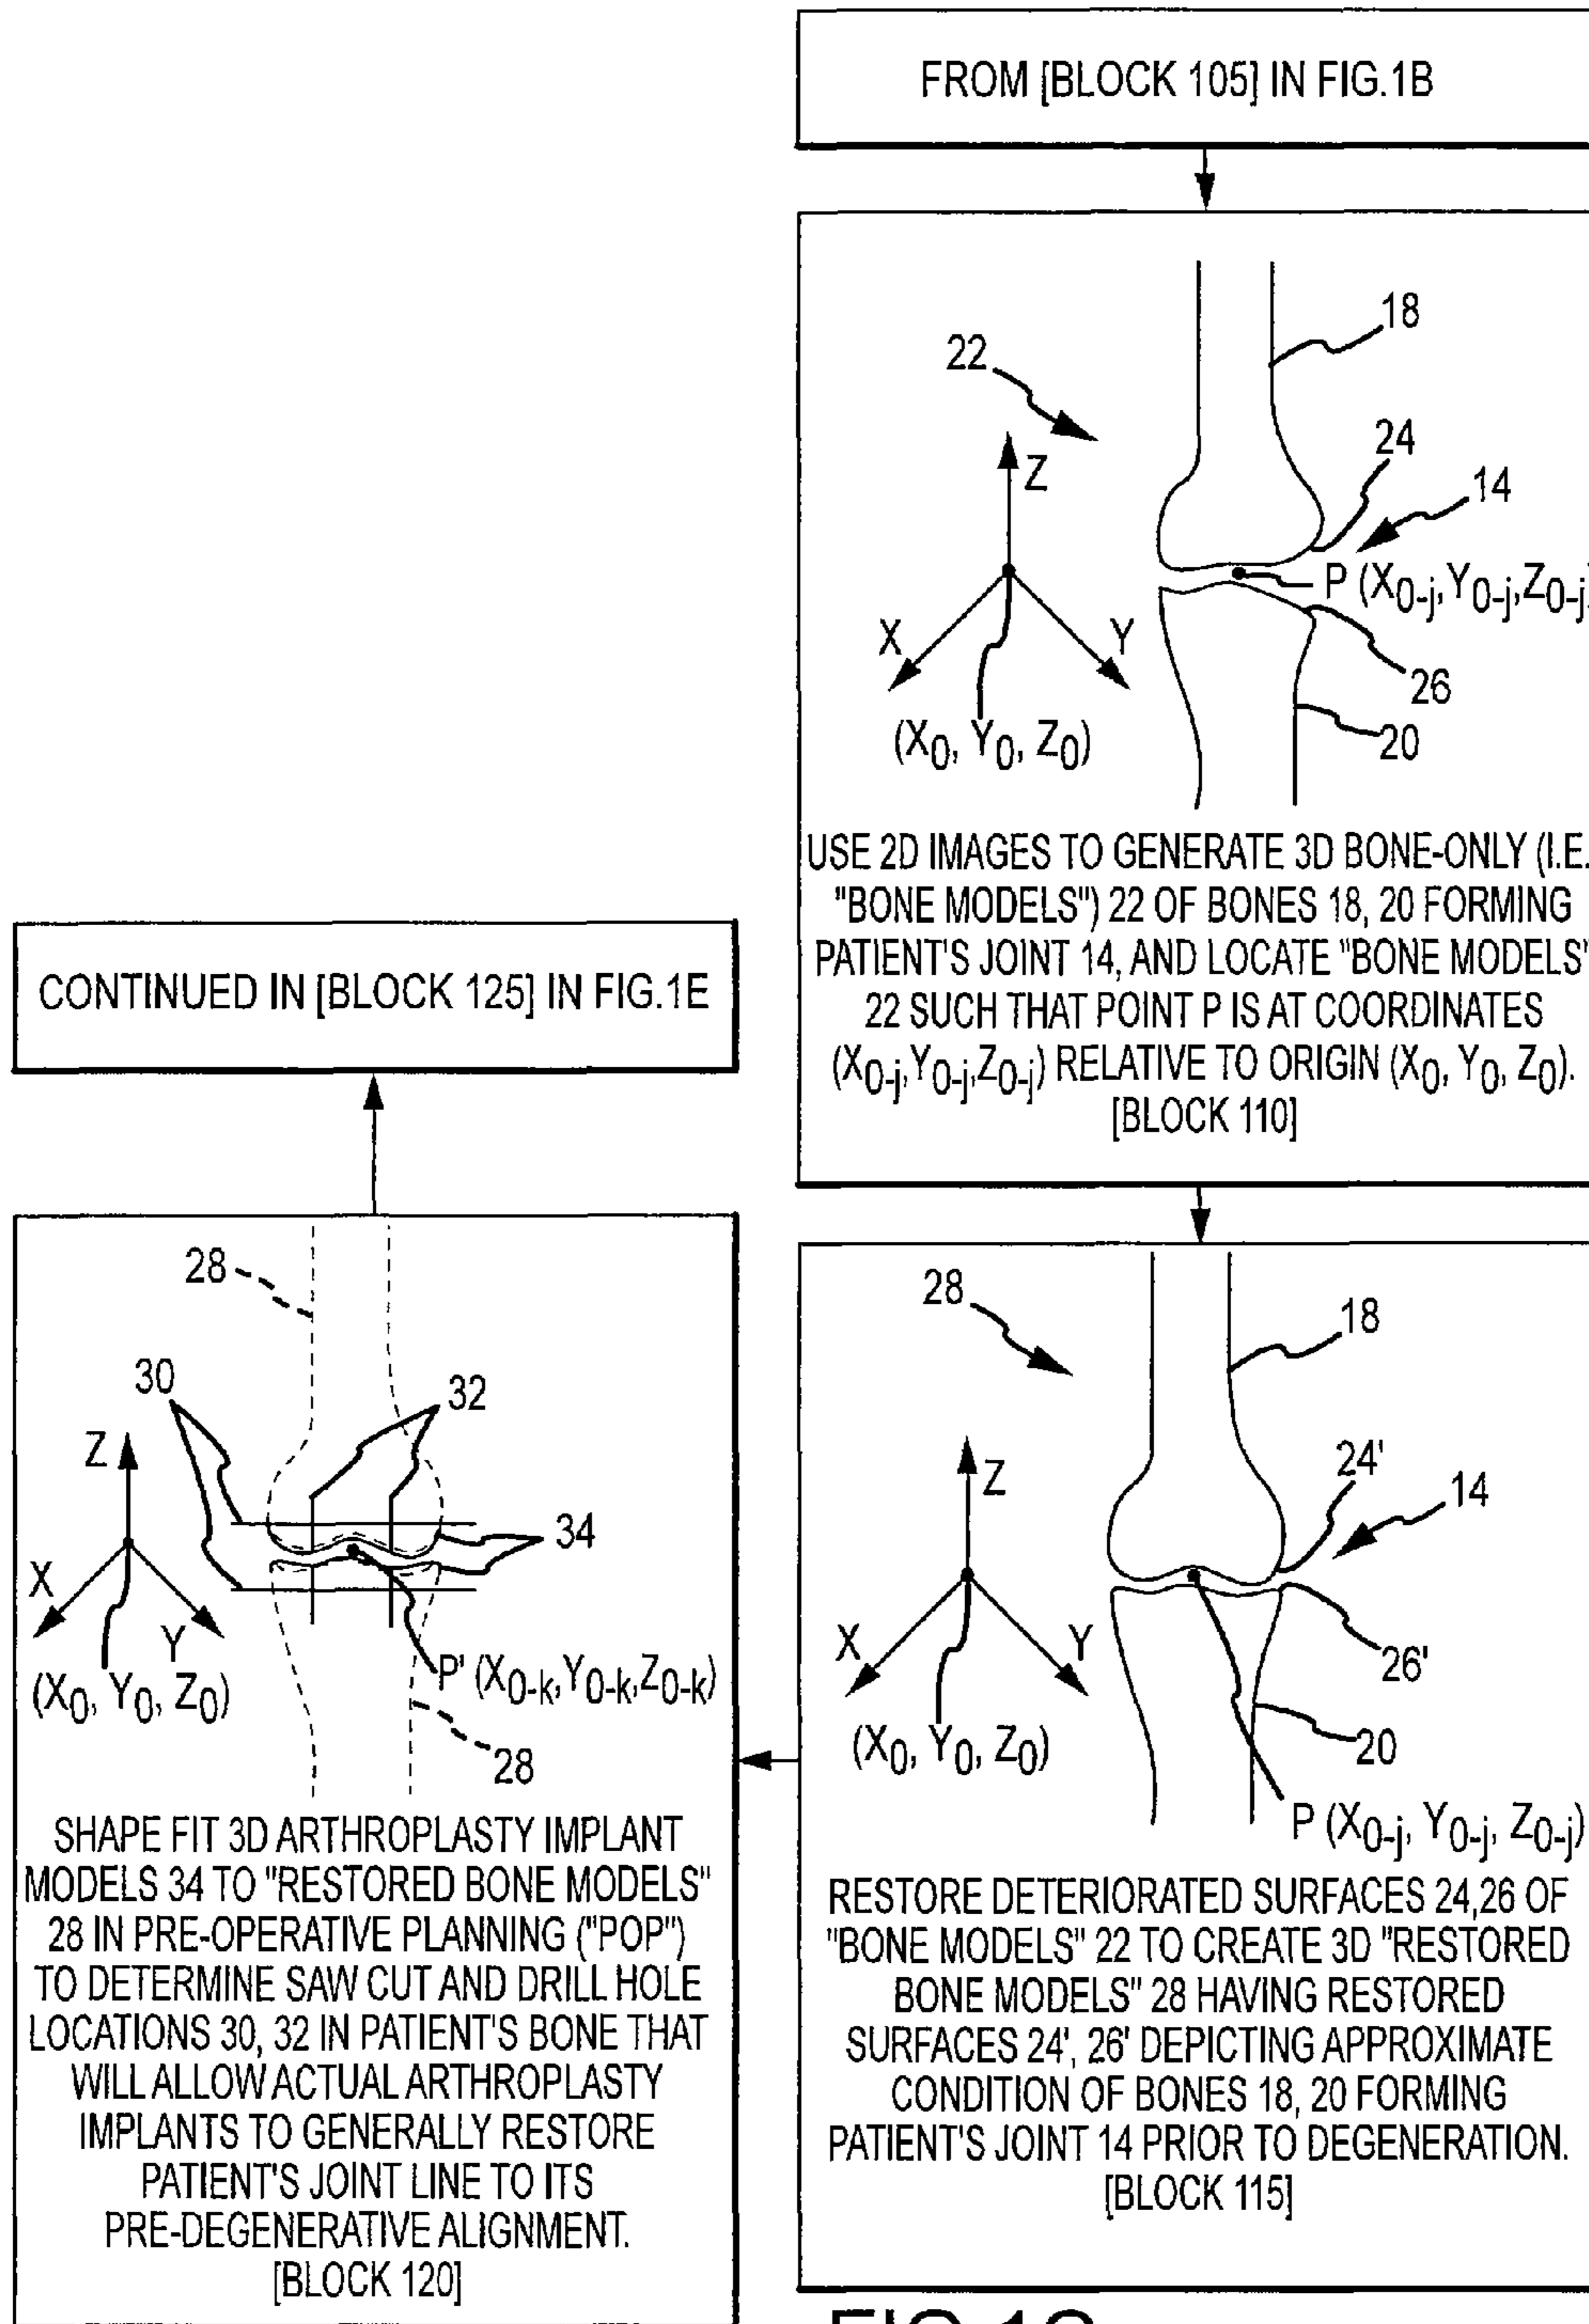 FROM [BLOCK 105] IN FIG.1B
18
22
24
14
Z
P (X0-j,Y0-j,Z0-j)
X
Y
26
(X0, Y0, Z0)
20
USE 2D IMAGES TO GENERATE 3D BONE-ONLY (I.E.
"BONE MODELS") 22 OF BONES 18, 20 FORMING
PATIENT'S JOINT 14, AND LOCATE "BONE MODELS"
22 SUCH THAT POINT P IS AT COORDINATES
(X0-j,Y0-j,Z0-j) RELATIVE TO ORIGIN (X0, Y0, Z0).
[BLOCK 110]
28
18
24'
14
Z
X
Y
26'
(X0, Y0, Z0)
20
P (X0-j, Y0-j, Z0-j)
RESTORE DETERIORATED SURFACES 24,26 OF
"BONE MODELS" 22 TO CREATE 3D "RESTORED
BONE MODELS" 28 HAVING RESTORED
SURFACES 24', 26' DEPICTING APPROXIMATE
CONDITION OF BONES 18, 20 FORMING
PATIENT'S JOINT 14 PRIOR TO DEGENERATION.
[BLOCK 115]
28
30
32
Z
34
X
Y
P' (X0-k,Y0-k,Z0-k)
(X0, Y0, Z0)
28
SHAPE FIT 3D ARTHROPLASTY IMPLANT
MODELS 34 TO "RESTORED BONE MODELS"
28 IN PRE-OPERATIVE PLANNING ("POP")
TO DETERMINE SAW CUT AND DRILL HOLE
LOCATIONS 30, 32 IN PATIENT'S BONE THAT
WILL ALLOW ACTUAL ARTHROPLASTY
IMPLANTS TO GENERALLY RESTORE
PATIENT'S JOINT LINE TO ITS
PRE-DEGENERATIVE ALIGNMENT.
[BLOCK 120]
CONTINUED IN [BLOCK 125] IN FIG.1E